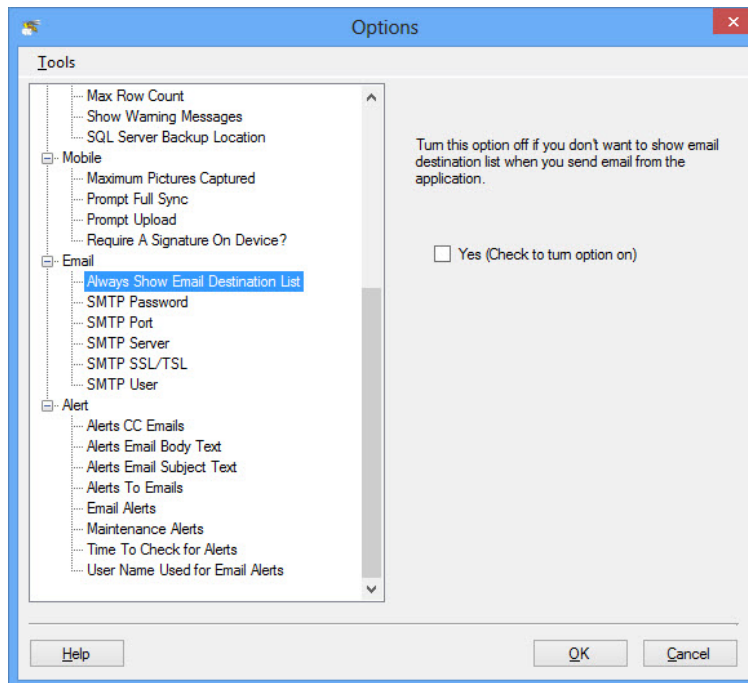 Options
Tools
Max Row Count
Show Warning Messages
SQL Server Backup Location
Mobile
Maximum Pictures Captured
Prompt Full Sync
Prompt Upload
Require A Signature On Device?
Email
Always Show Email Destination List
SMTP Password
SMTP Port
SMTP Server
SMTP SSL/TSL
SMTP User
Alert
Alerts CC Emails
Alerts Email Body Text
Alerts Email Subject Text
Alerts To Emails
Email Alerts
Maintenance Alerts
Time To Check for Alerts
User Name Used for Email Alerts
Turn this option off if you don't want to show email
destination list when you send email from the
application.
Yes (Check to turn option on)
Help
OK
Cancel